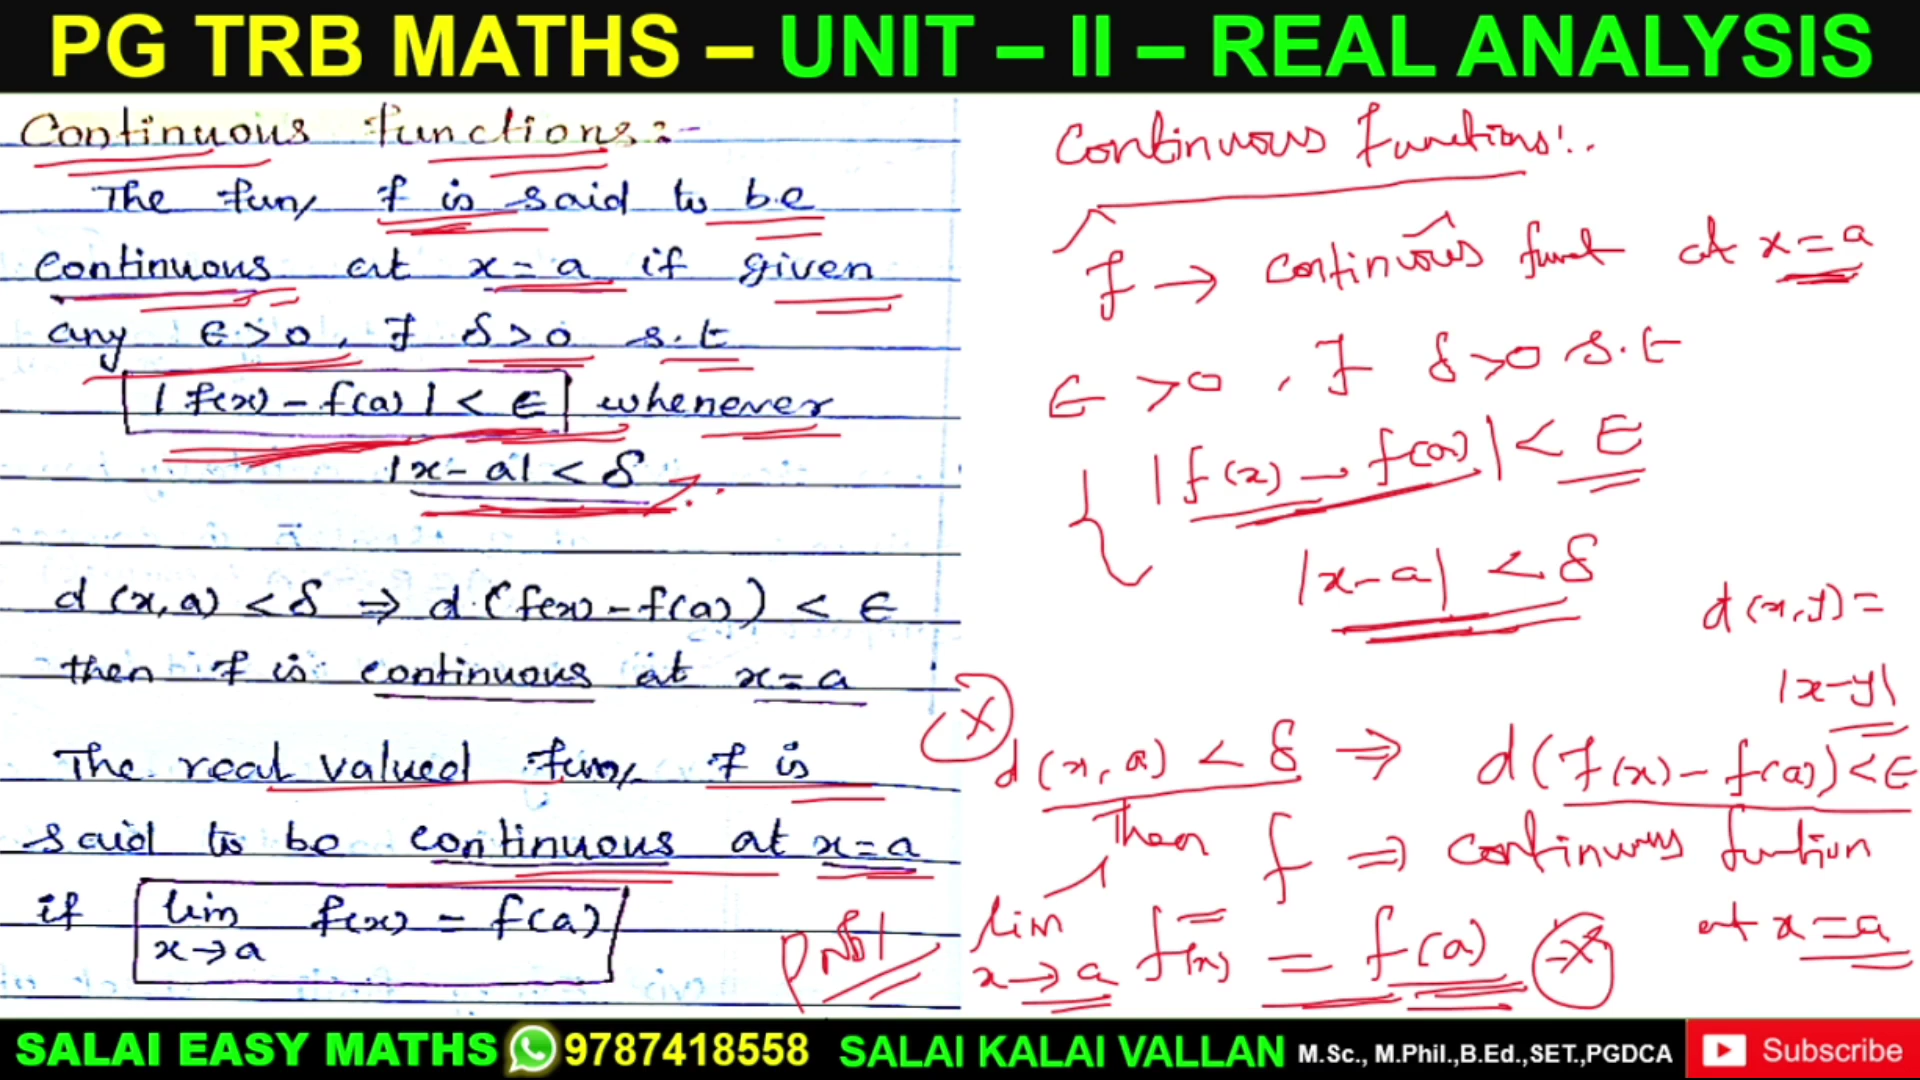 PG TRB MATHS – UNIT – II – REAL ANALYSIS
Continuous functions:-
The fun, f is said to be
continuous at x=a if given
any ∈>0, ∃ δ>0 s.t
|f(x) - f(a)| < ∈ whenever
|x-a| < δ
d(x,a) < δ ⇒ d(f(x)-f(a)) < ∈
then f is continuous at x=a
The real valued fun, f is
said to be continuous at x=a
if lim f(x) = f(a)
x→a
Continuous functions:.
f → continuous funct at x=a
∈ >0, ∃ δ>0 s.t
|f(x) - f(a)| < ∈
|x-a| < δ
d(x,y)=
|x-y|
d(x,a) < δ ⇒ d(f(x)-f(a))<∈
Then f ⇒ continuous function
at x=a
lim f(x) = f(a)
x→a
SALAI EASY MATHS 9787418558 SALAI KALAI VALLAN M.Sc., M.Phil.,B.Ed.,SET.,PGDCA Subscribe